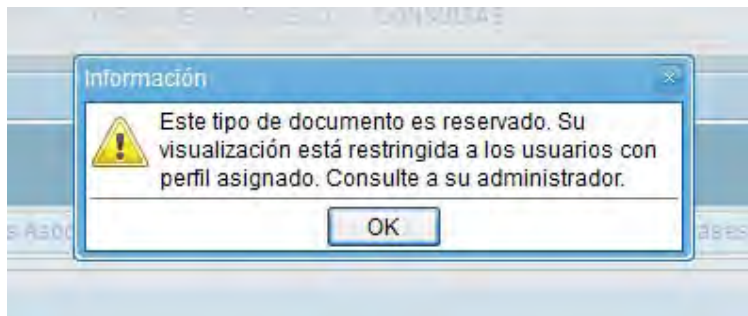 CONSULTAS
Información
Este tipo de documento es reservado. Su
visualización está restringida a los usuarios con
perfil asignado. Consulte a su administrador.
OK